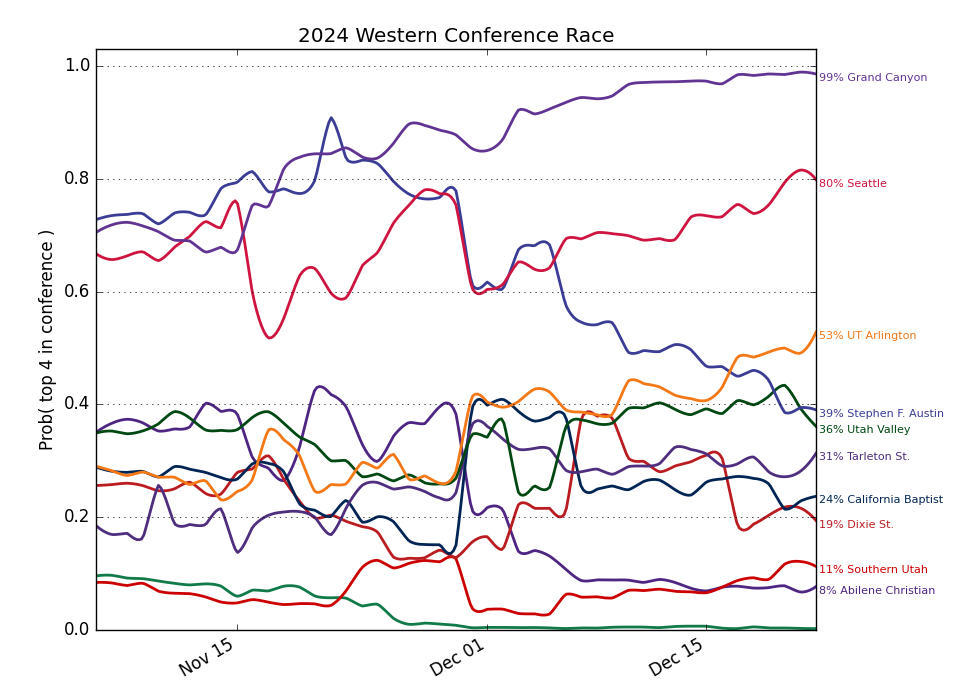 2024 Western Conference Race
Prob( top 4 in conference )
1.0
0.8
0.6
0.4
0.2
0.0
Nov 15
Dec 01
Dec 15
99% Grand Canyon
80% Seattle
53% UT Arlington
39% Stephen F. Austin
36% Utah Valley
31% Tarleton St.
24% California Baptist
19% Dixie St.
11% Southern Utah
8% Abilene Christian